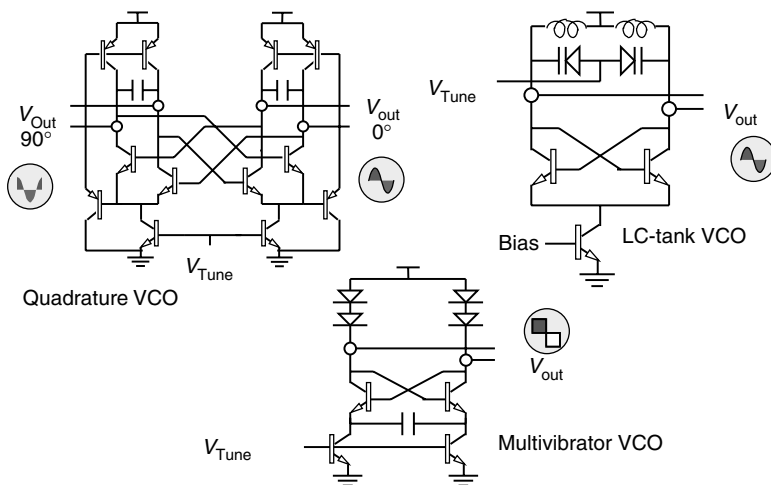 V_Out
90°
V_out
0°
V_Tune
Quadrature VCO
V_Tune
V_out
Bias
LC-tank VCO
V_out
V_Tune
Multivibrator VCO